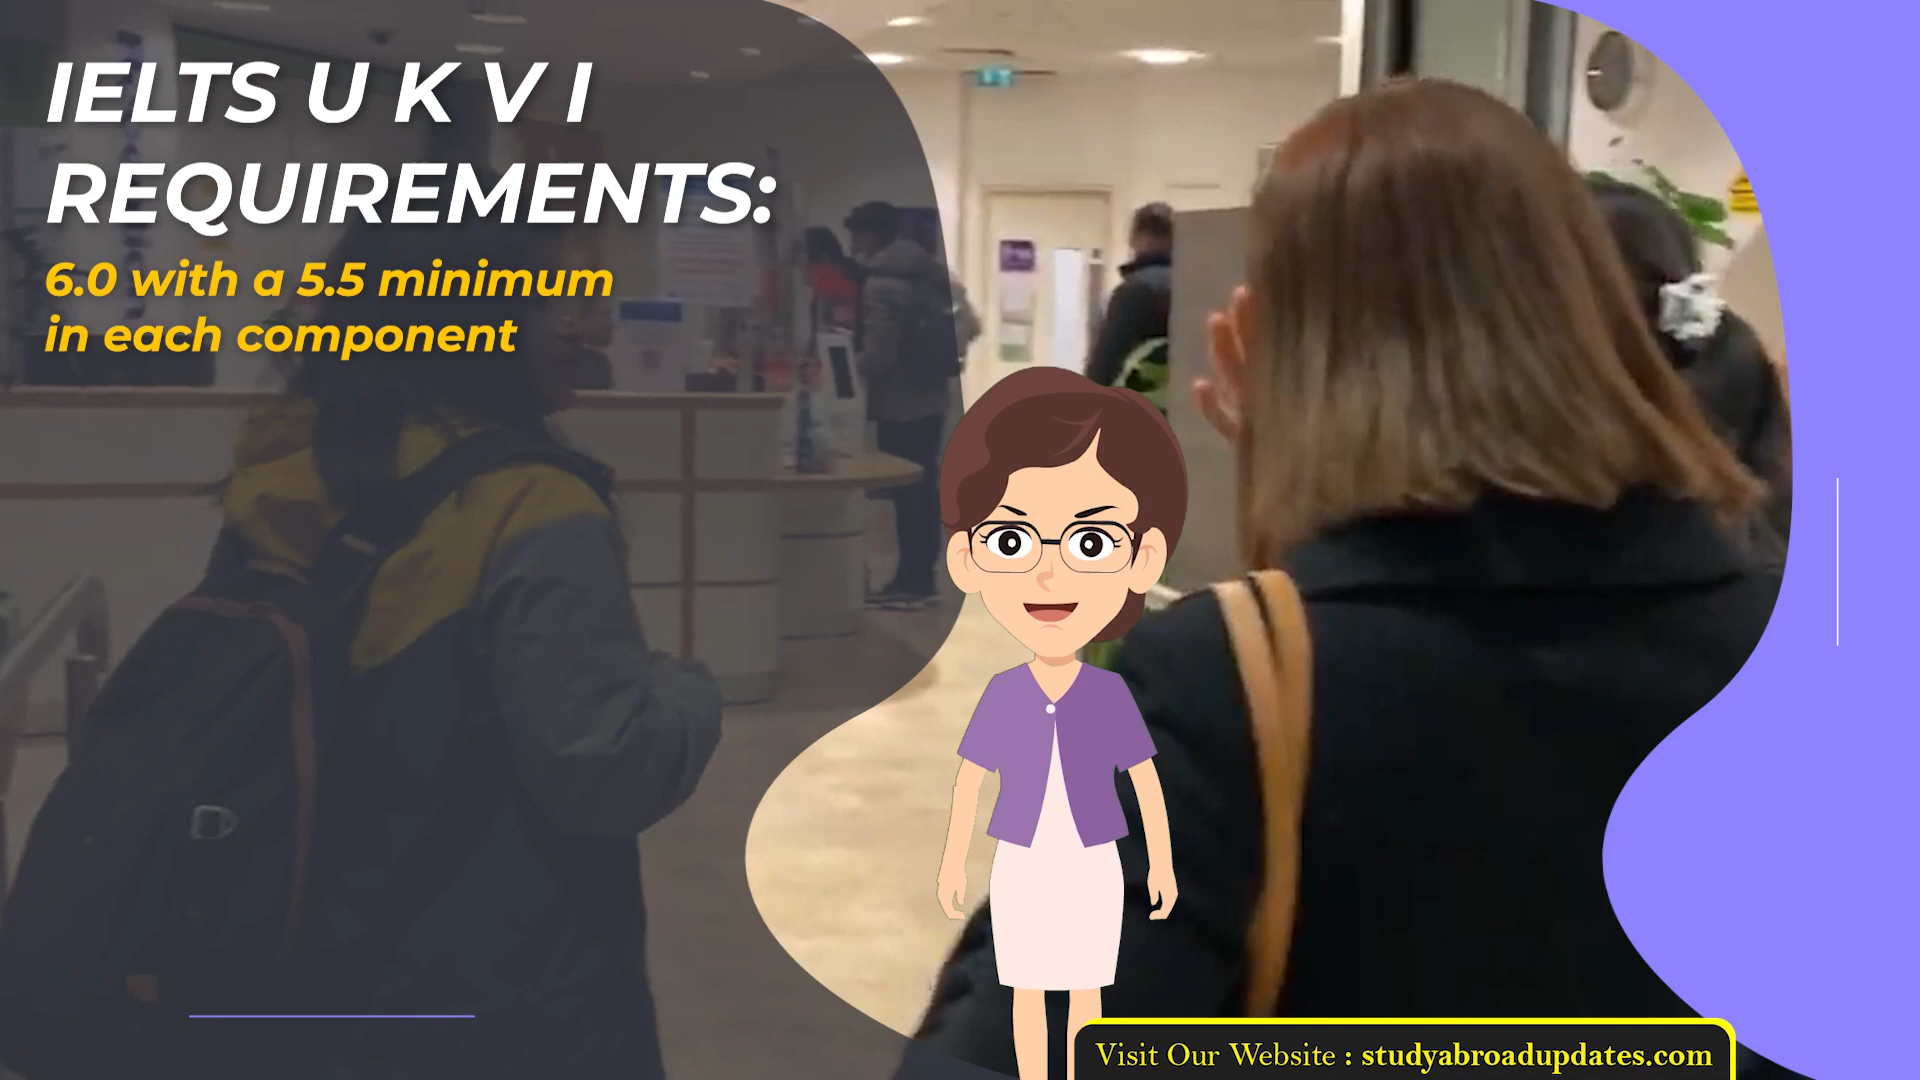 IELTS U K V I
REQUIREMENTS:
6.0 with a 5.5 minimum
in each component
Visit Our Website : studyabroadupdates.com